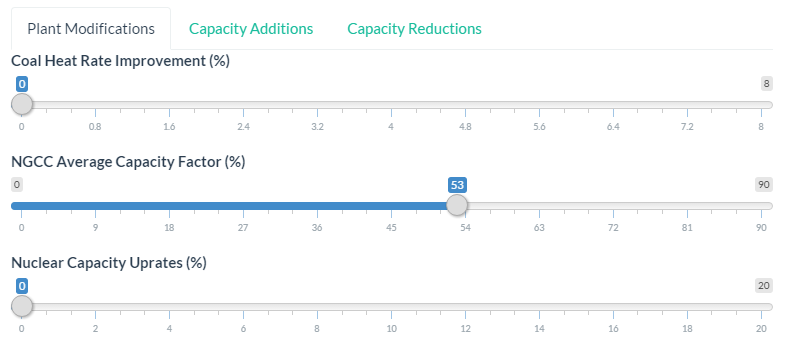 Plant Modifications Capacity Additions Capacity Reductions
Coal Heat Rate Improvement (%)
0 8
0 0.8 1.6 2.4 3.2 4 4.8 5.6 6.4 7.2 8
NGCC Average Capacity Factor (%)
0 53 90
0 9 18 27 36 45 54 63 72 81 90
Nuclear Capacity Uprates (%)
0 20
0 2 4 6 8 10 12 14 16 18 20